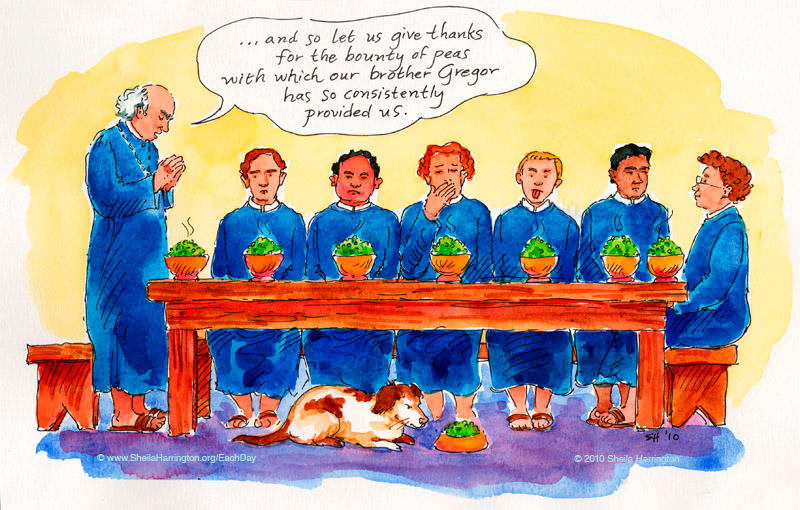 ...and so let us give thanks
for the bounty of peas
with which our brother Gregor
has so consistently
provided us.
SH '10
© www.SheilaHarrington.org/EachDay
© 2010 Sheila Harrington